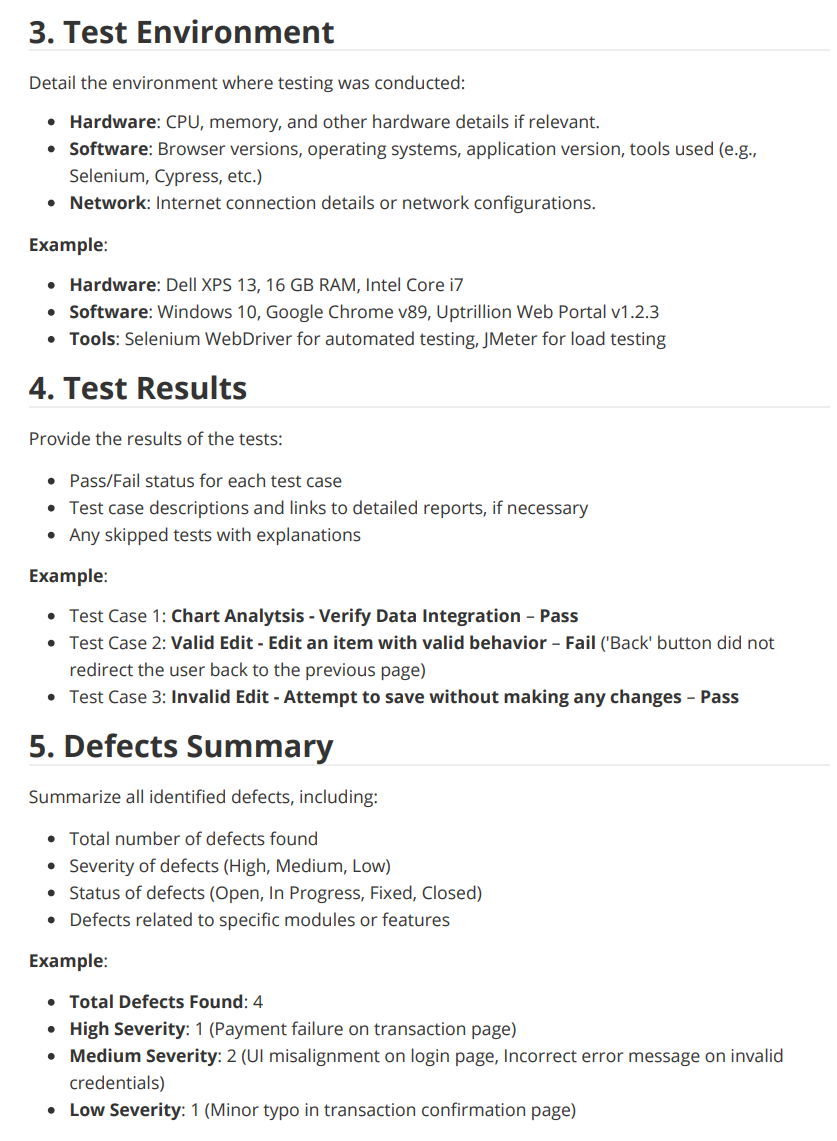 3. Test Environment
Detail the environment where testing was conducted:
• Hardware: CPU, memory, and other hardware details if relevant.
• Software: Browser versions, operating systems, application version, tools used (e.g.,
Selenium, Cypress, etc.)
• Network: Internet connection details or network configurations.
Example:
• Hardware: Dell XPS 13, 16 GB RAM, Intel Core i7
• Software: Windows 10, Google Chrome v89, Uptrillion Web Portal v1.2.3
• Tools: Selenium WebDriver for automated testing, JMeter for load testing
4. Test Results
Provide the results of the tests:
• Pass/Fail status for each test case
• Test case descriptions and links to detailed reports, if necessary
• Any skipped tests with explanations
Example:
• Test Case 1: Chart Analytsis - Verify Data Integration – Pass
• Test Case 2: Valid Edit - Edit an item with valid behavior – Fail ('Back' button did not
redirect the user back to the previous page)
• Test Case 3: Invalid Edit - Attempt to save without making any changes – Pass
5. Defects Summary
Summarize all identified defects, including:
• Total number of defects found
• Severity of defects (High, Medium, Low)
• Status of defects (Open, In Progress, Fixed, Closed)
• Defects related to specific modules or features
Example:
• Total Defects Found: 4
• High Severity: 1 (Payment failure on transaction page)
• Medium Severity: 2 (UI misalignment on login page, Incorrect error message on invalid
credentials)
• Low Severity: 1 (Minor typo in transaction confirmation page)